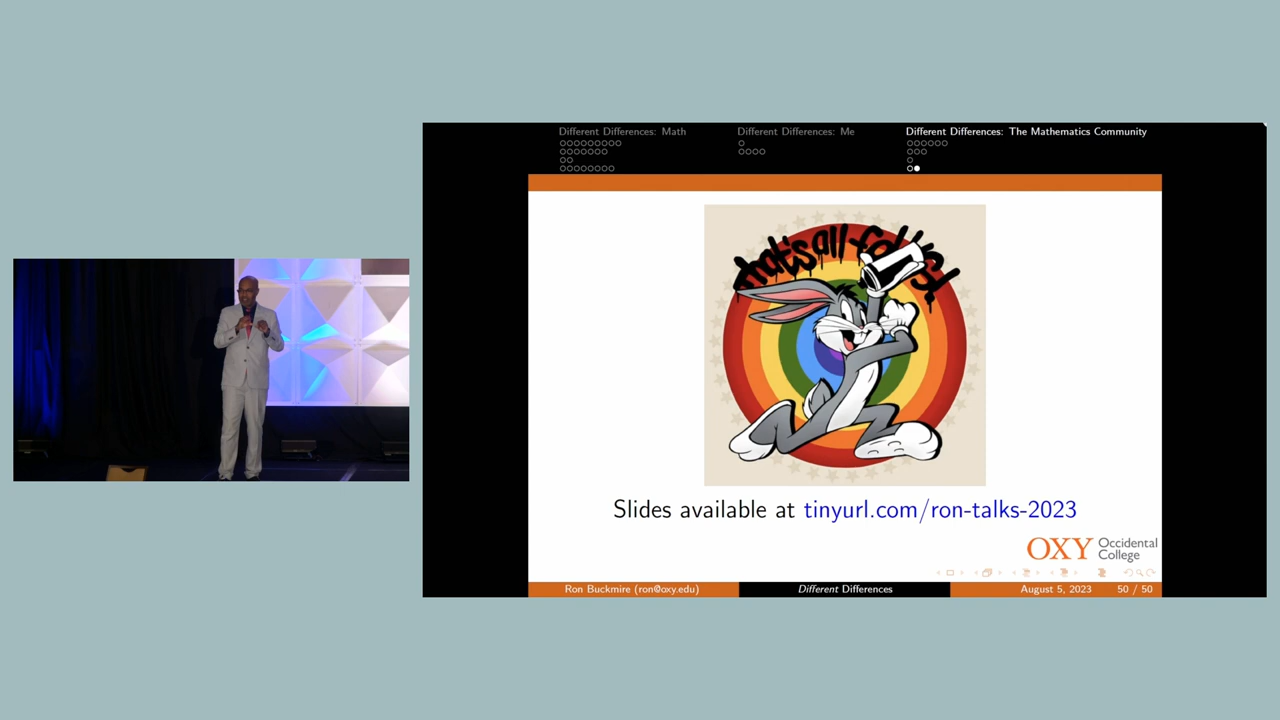 Different Differences: Math
Different Differences: Me
Different Differences: The Mathematics Community
that's all folks!
Slides available at tinyurl.com/ron-talks-2023
OXY Occidental College
Ron Buckmire (ron@oxy.edu)
Different Differences
August 5, 2023 50 / 50